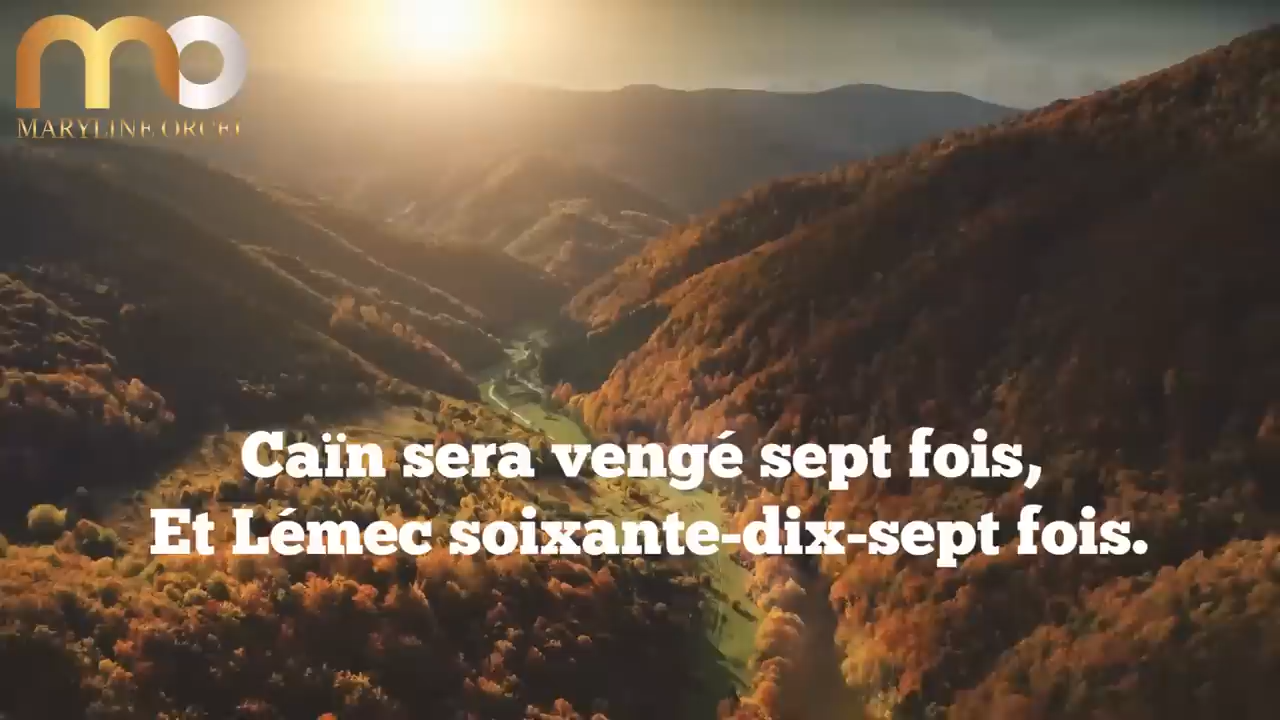 MARYLINE ORCEL
Caïn sera vengé sept fois,
Et Lémec soixante-dix-sept fois.